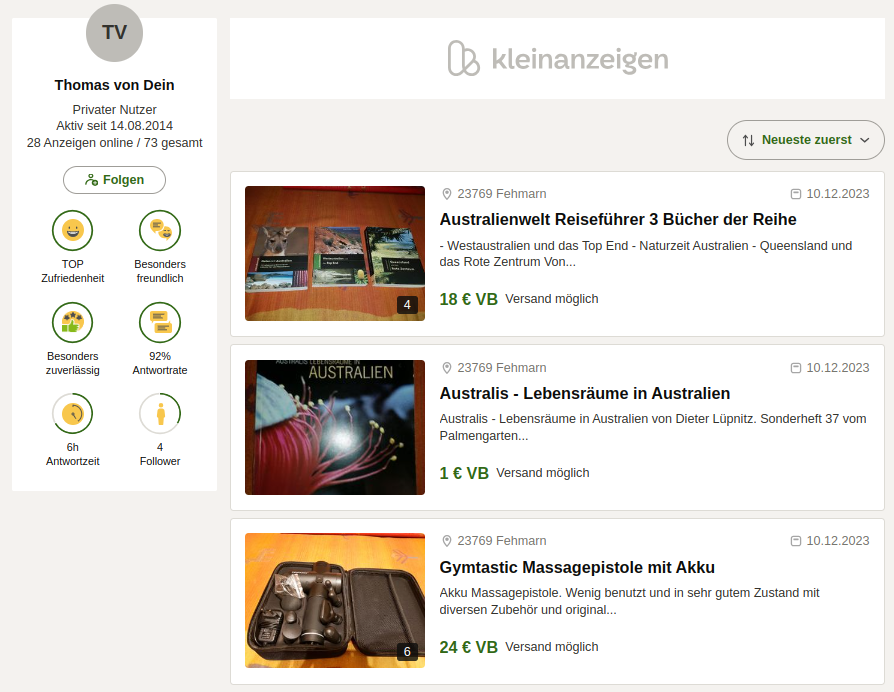 TV
Thomas von Dein
Privater Nutzer
Aktiv seit 14.08.2014
28 Anzeigen online / 73 gesamt
Folgen
TOP
Zufriedenheit
Besonders
freundlich
Besonders
zuverlässig
92%
Antwortrate
6h
Antwortzeit
4
Follower
kleinanzeigen
Neueste zuerst
4
23769 Fehmarn
10.12.2023
Australienwelt Reiseführer 3 Bücher der Reihe
- Westaustralien und das Top End - Naturzeit Australien - Queensland und
das Rote Zentrum Von...
18 € VB Versand möglich
AUSTRALIS LEBENSRÄUME IN
AUSTRALIEN
23769 Fehmarn
10.12.2023
Australis - Lebensräume in Australien
Australis - Lebensräume in Australien von Dieter Lüpnitz. Sonderheft 37 vom
Palmengarten...
1 € VB Versand möglich
6
23769 Fehmarn
10.12.2023
Gymtastic Massagepistole mit Akku
Akku Massagepistole. Wenig benutzt und in sehr gutem Zustand mit
diversen Zubehör und original...
24 € VB Versand möglich